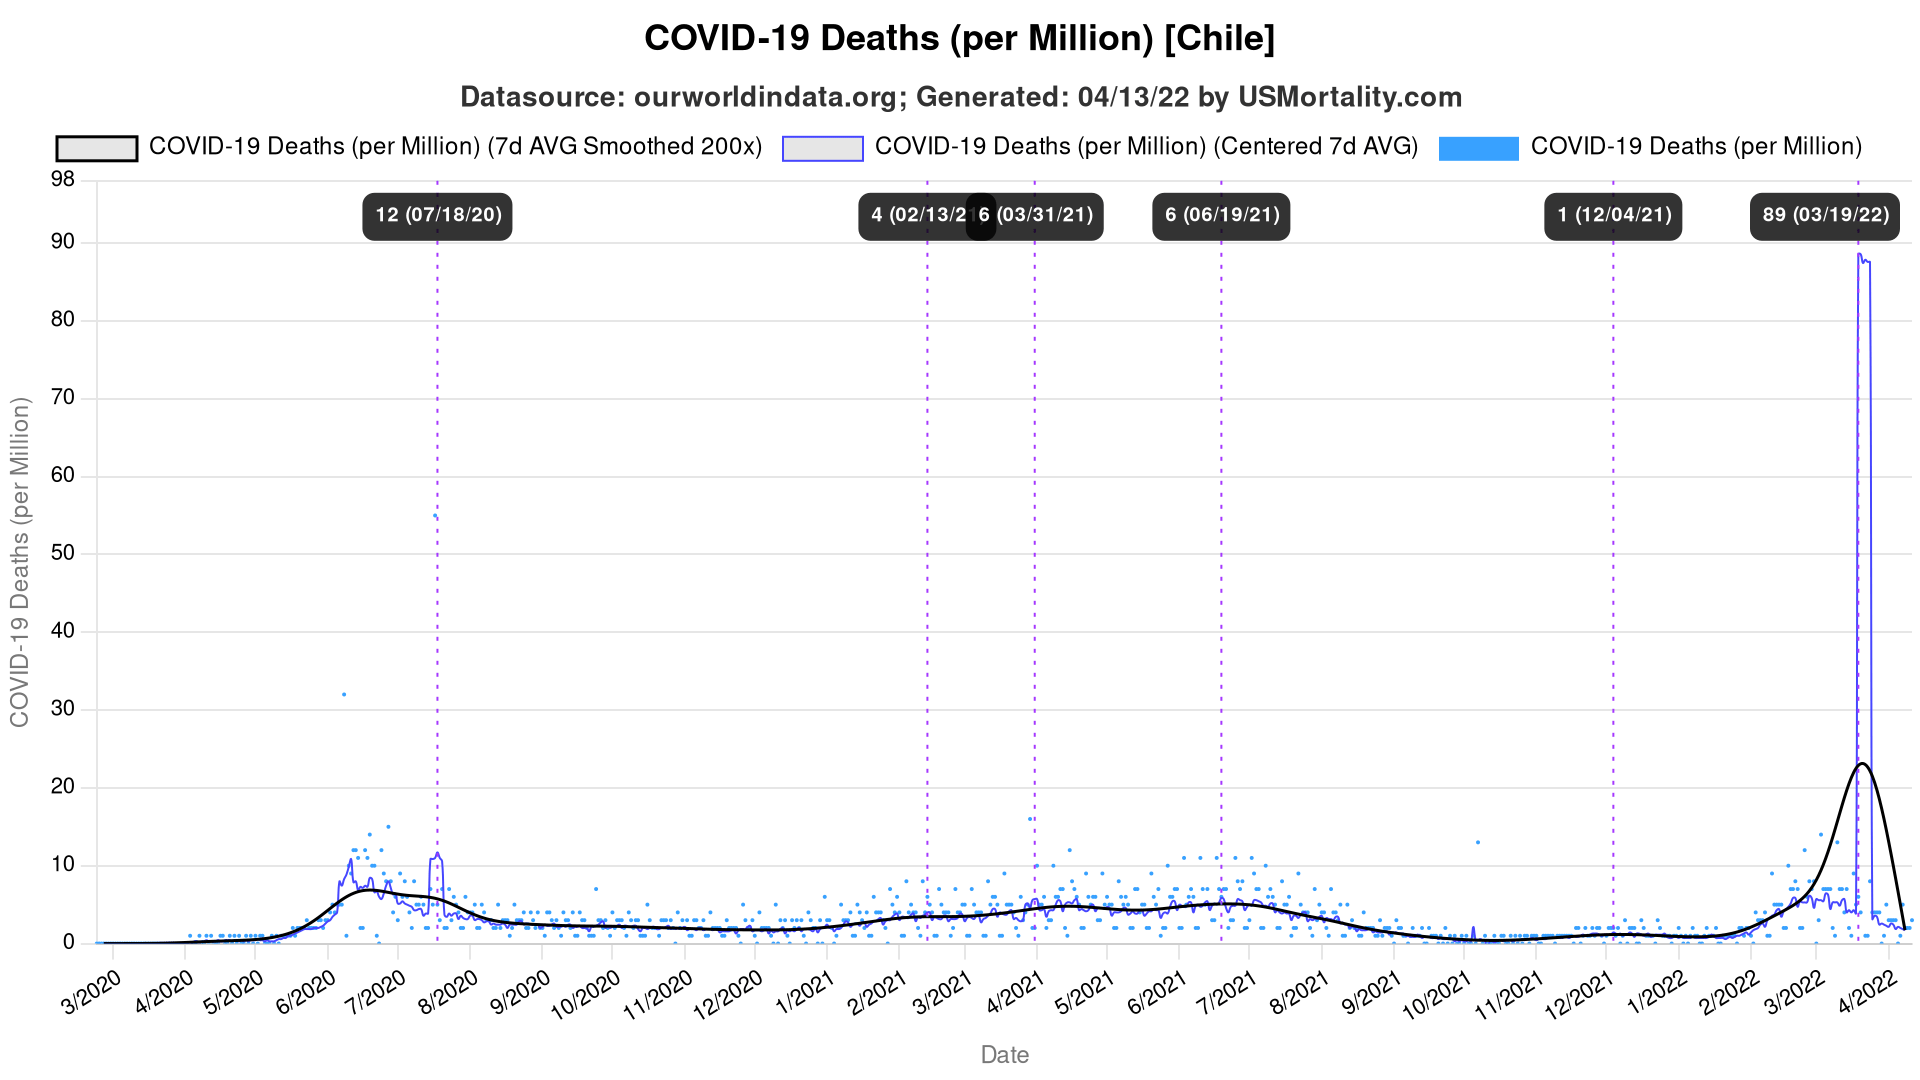 COVID-19 Deaths (per Million) [Chile]
Datasource: ourworldindata.org; Generated: 04/13/22 by USMortality.com
COVID-19 Deaths (per Million) (7d AVG Smoothed 200x) COVID-19 Deaths (per Million) (Centered 7d AVG) COVID-19 Deaths (per Million)
98
12 (07/18/20) 4 (02/13/21) 6 (03/31/21) 6 (06/19/21) 1 (12/04/21) 89 (03/19/22)
90
80
70
60
50
40
30
20
10
0
COVID-19 Deaths (per Million)
3/2020 4/2020 5/2020 6/2020 7/2020 8/2020 9/2020 10/2020 11/2020 12/2020 1/2021 2/2021 3/2021 4/2021 5/2021 6/2021 7/2021 8/2021 9/2021 10/2021 11/2021 12/2021 1/2022 2/2022 3/2022 4/2022
Date